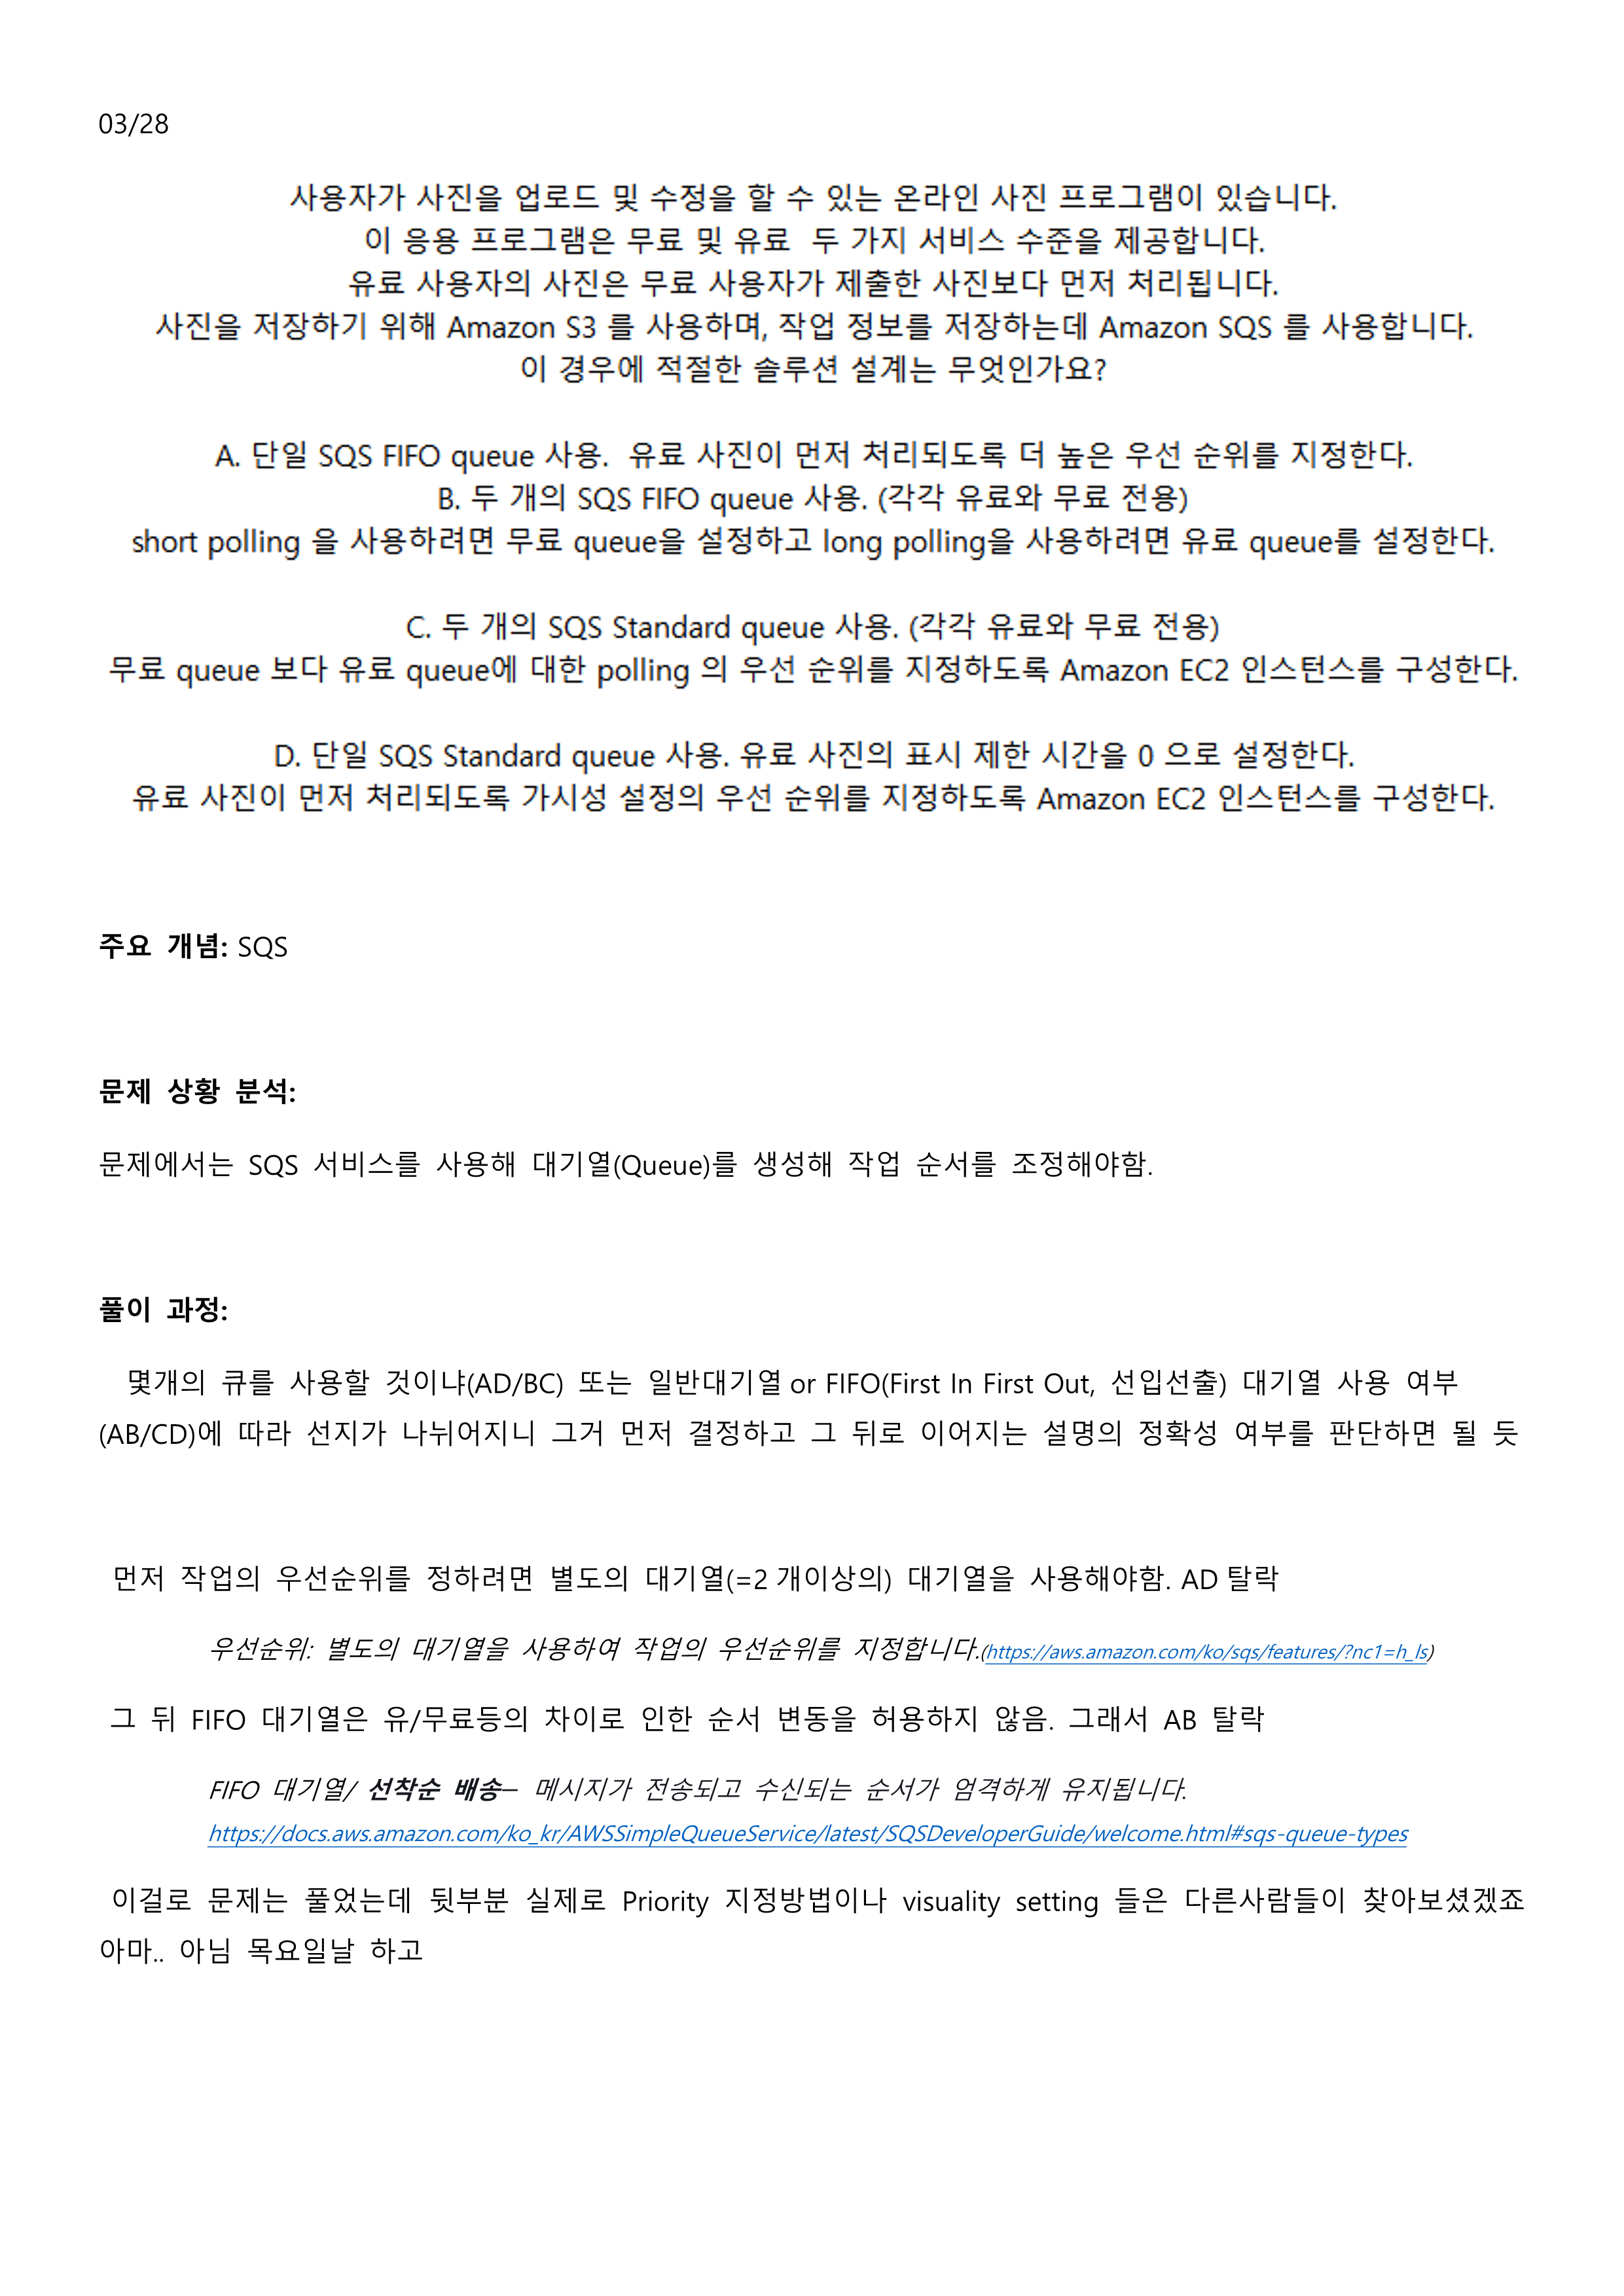 03/28
사용자가 사진을 업로드 및 수정을 할 수 있는 온라인 사진 프로그램이 있습니다.
이 응용 프로그램은 무료 및 유료  두 가지 서비스 수준을 제공합니다.
유료 사용자의 사진은 무료 사용자가 제출한 사진보다 먼저 처리됩니다.
사진을 저장하기 위해 Amazon S3 를 사용하며, 작업 정보를 저장하는데 Amazon SQS 를 사용합니다.
이 경우에 적절한 솔루션 설계는 무엇인가요?
A. 단일 SQS FIFO queue 사용.  유료 사진이 먼저 처리되도록 더 높은 우선 순위를 지정한다.
B. 두 개의 SQS FIFO queue 사용. (각각 유료와 무료 전용)
short polling 을 사용하려면 무료 queue을 설정하고 long polling을 사용하려면 유료 queue를 설정한다.
C. 두 개의 SQS Standard queue 사용. (각각 유료와 무료 전용)
무료 queue 보다 유료 queue에 대한 polling 의 우선 순위를 지정하도록 Amazon EC2 인스턴스를 구성한다.
D. 단일 SQS Standard queue 사용. 유료 사진의 표시 제한 시간을 0 으로 설정한다.
유료 사진이 먼저 처리되도록 가시성 설정의 우선 순위를 지정하도록 Amazon EC2 인스턴스를 구성한다.
주요 개념: SQS
문제 상황 분석:
문제에서는 SQS 서비스를 사용해 대기열(Queue)를 생성해 작업 순서를 조정해야함.
풀이 과정:
몇개의 큐를 사용할 것이냐(AD/BC) 또는 일반대기열 or FIFO(First In First Out, 선입선출) 대기열 사용 여부
(AB/CD)에 따라 선지가 나뉘어지니 그거 먼저 결정하고 그 뒤로 이어지는 설명의 정확성 여부를 판단하면 될 듯
먼저 작업의 우선순위를 정하려면 별도의 대기열(=2 개이상의) 대기열을 사용해야함. AD 탈락
우선순위: 별도의 대기열을 사용하여 작업의 우선순위를 지정합니다.(https://aws.amazon.com/ko/sqs/features/?nc1=h_ls)
그 뒤 FIFO 대기열은 유/무료등의 차이로 인한 순서 변동을 허용하지 않음. 그래서 AB 탈락
FIFO 대기열/ 선착순 배송– 메시지가 전송되고 수신되는 순서가 엄격하게 유지됩니다.
https://docs.aws.amazon.com/ko_kr/AWSSimpleQueueService/latest/SQSDeveloperGuide/welcome.html#sqs-queue-types
이걸로 문제는 풀었는데 뒷부분 실제로 Priority 지정방법이나 visuality setting 들은 다른사람들이 찾아보셨겠죠
아마.. 아님 목요일날 하고